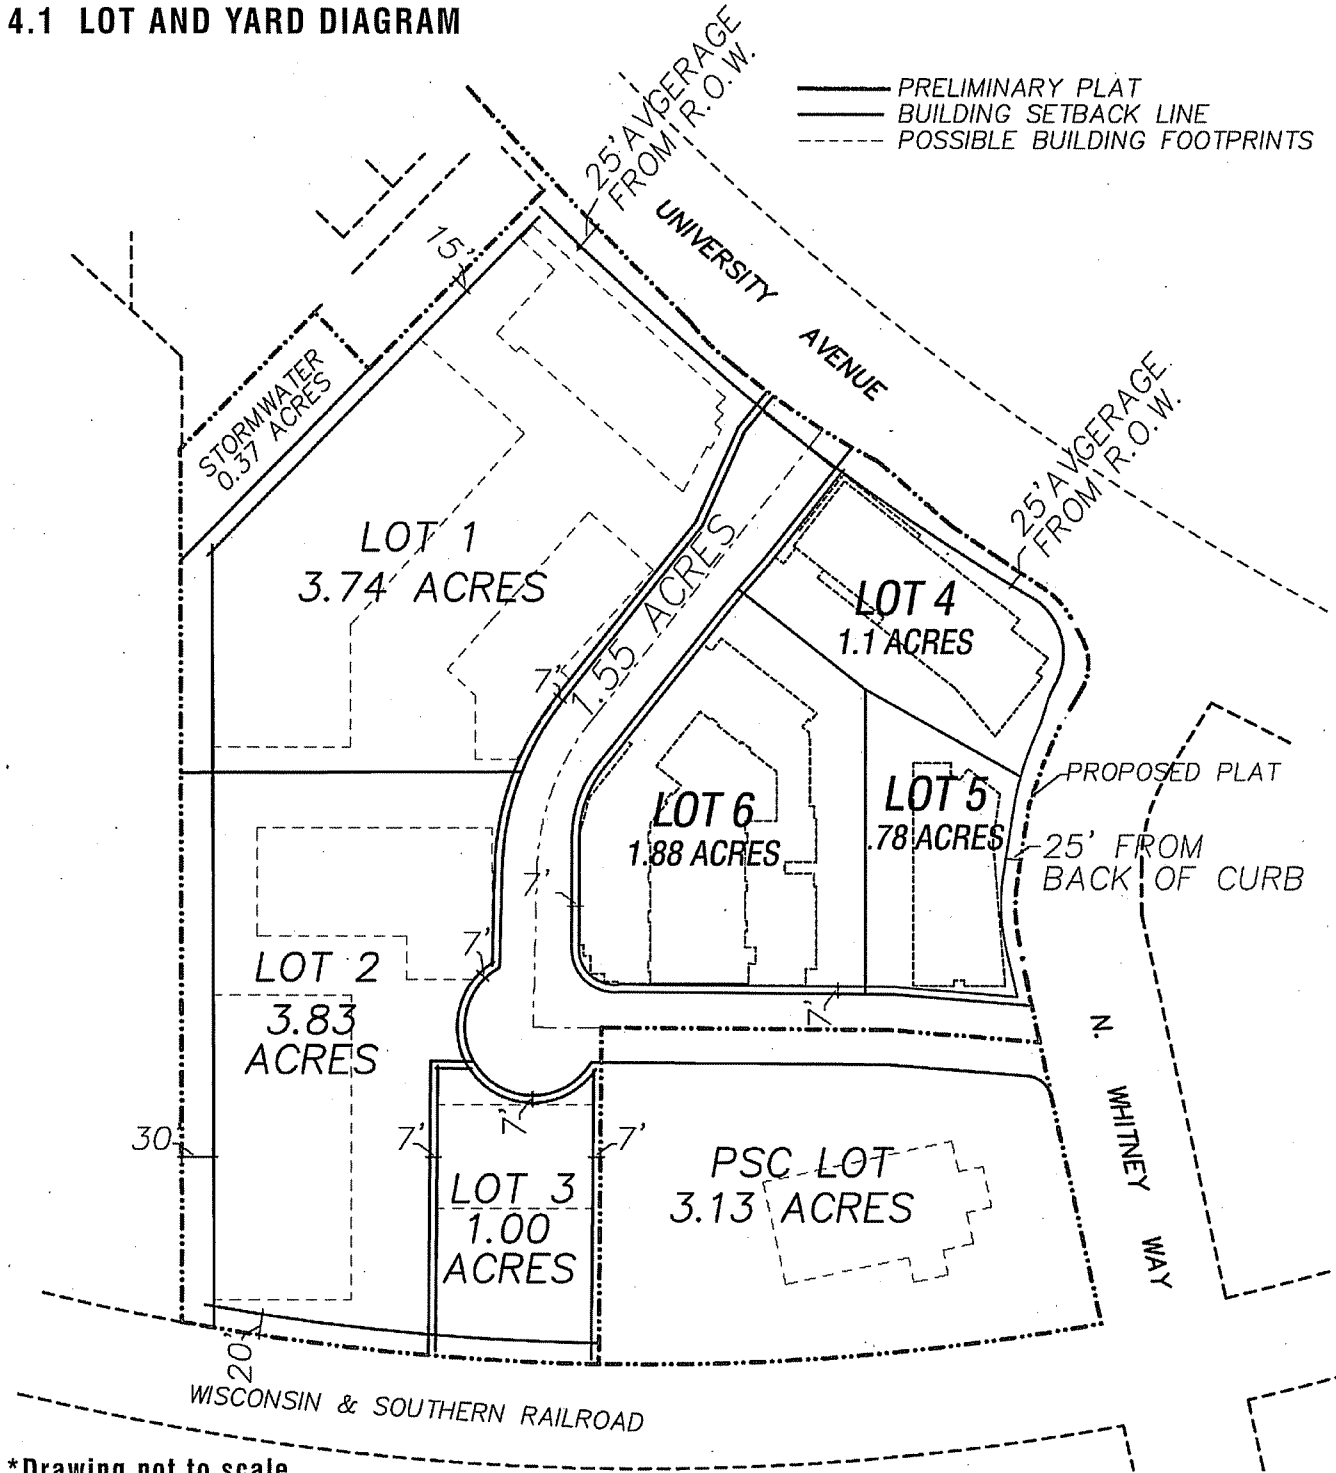 4.1 LOT AND YARD DIAGRAM
PRELIMINARY PLAT
BUILDING SETBACK LINE
POSSIBLE BUILDING FOOTPRINTS
25' AVGERAGE
FROM R.O.W.
UNIVERSITY
AVENUE
15'
25' AVGERAGE
FROM R.O.W.
STORMWATER
0.37 ACRES
LOT 1
3.74 ACRES
1.55 ACRES
LOT 4
1.1 ACRES
7'
PROPOSED PLAT
LOT 6
1.88 ACRES
LOT 5
.78 ACRES
25' FROM
BACK OF CURB
7'
7'
LOT 2
3.83
ACRES
7'
N. WHITNEY WAY
7'
30
7'
7'
LOT 3
1.00
ACRES
PSC LOT
3.13 ACRES
20'
WISCONSIN & SOUTHERN RAILROAD
*Drawing not to scale